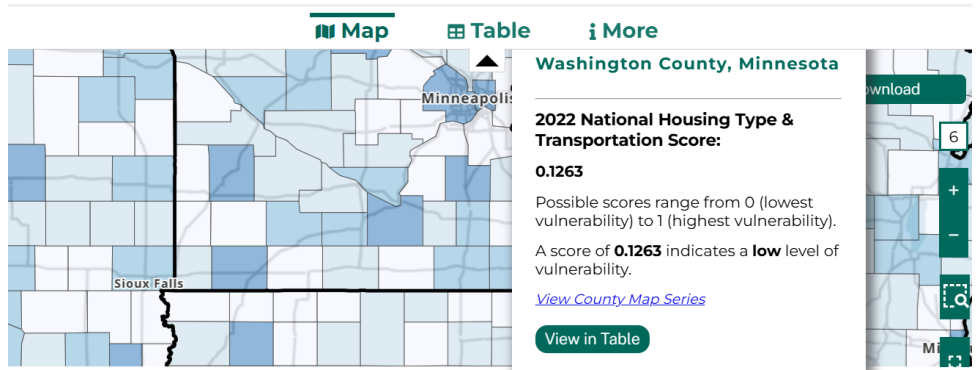 Map
Table
More
Washington County, Minnesota
2022 National Housing Type &
Transportation Score:
0.1263
Possible scores range from 0 (lowest
vulnerability) to 1 (highest vulnerability).
A score of 0.1263 indicates a low level of
vulnerability.
View County Map Series
View in Table
Minneapolis
Sioux Falls
wnload
6
+
−
Mi